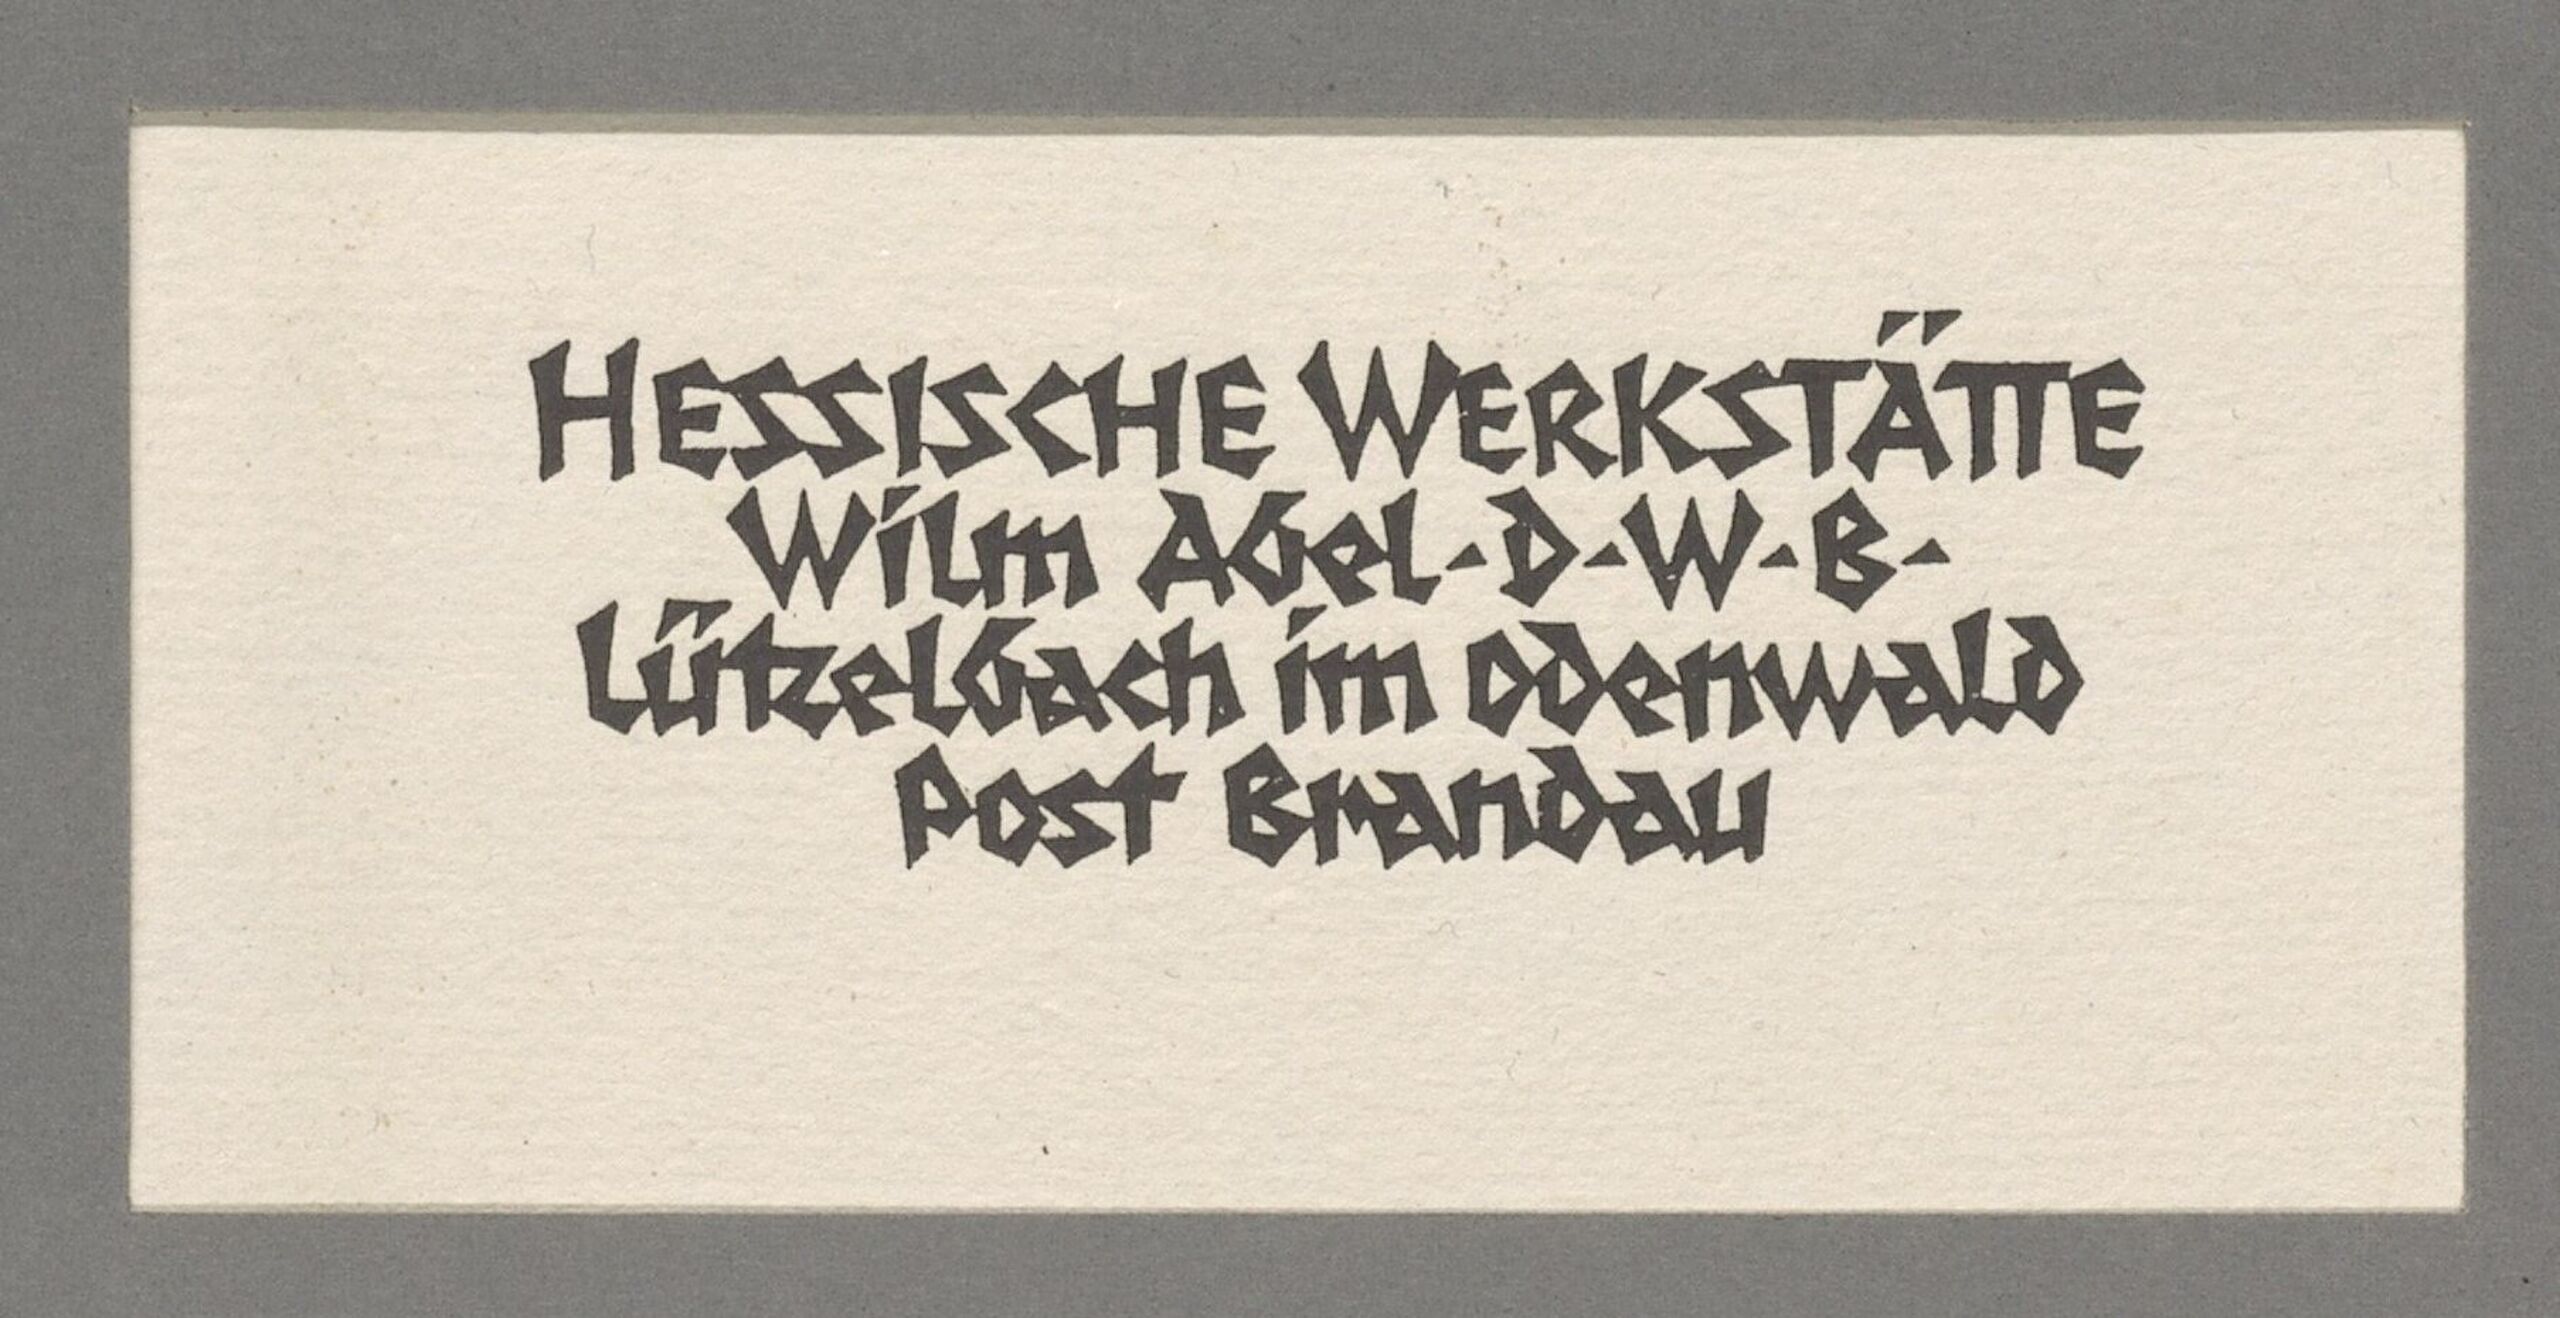 HESSISCHE WERKSTÄTTE
Wilm Abel-D-W-B-
Lützelbach im Odenwald
Post Brandau